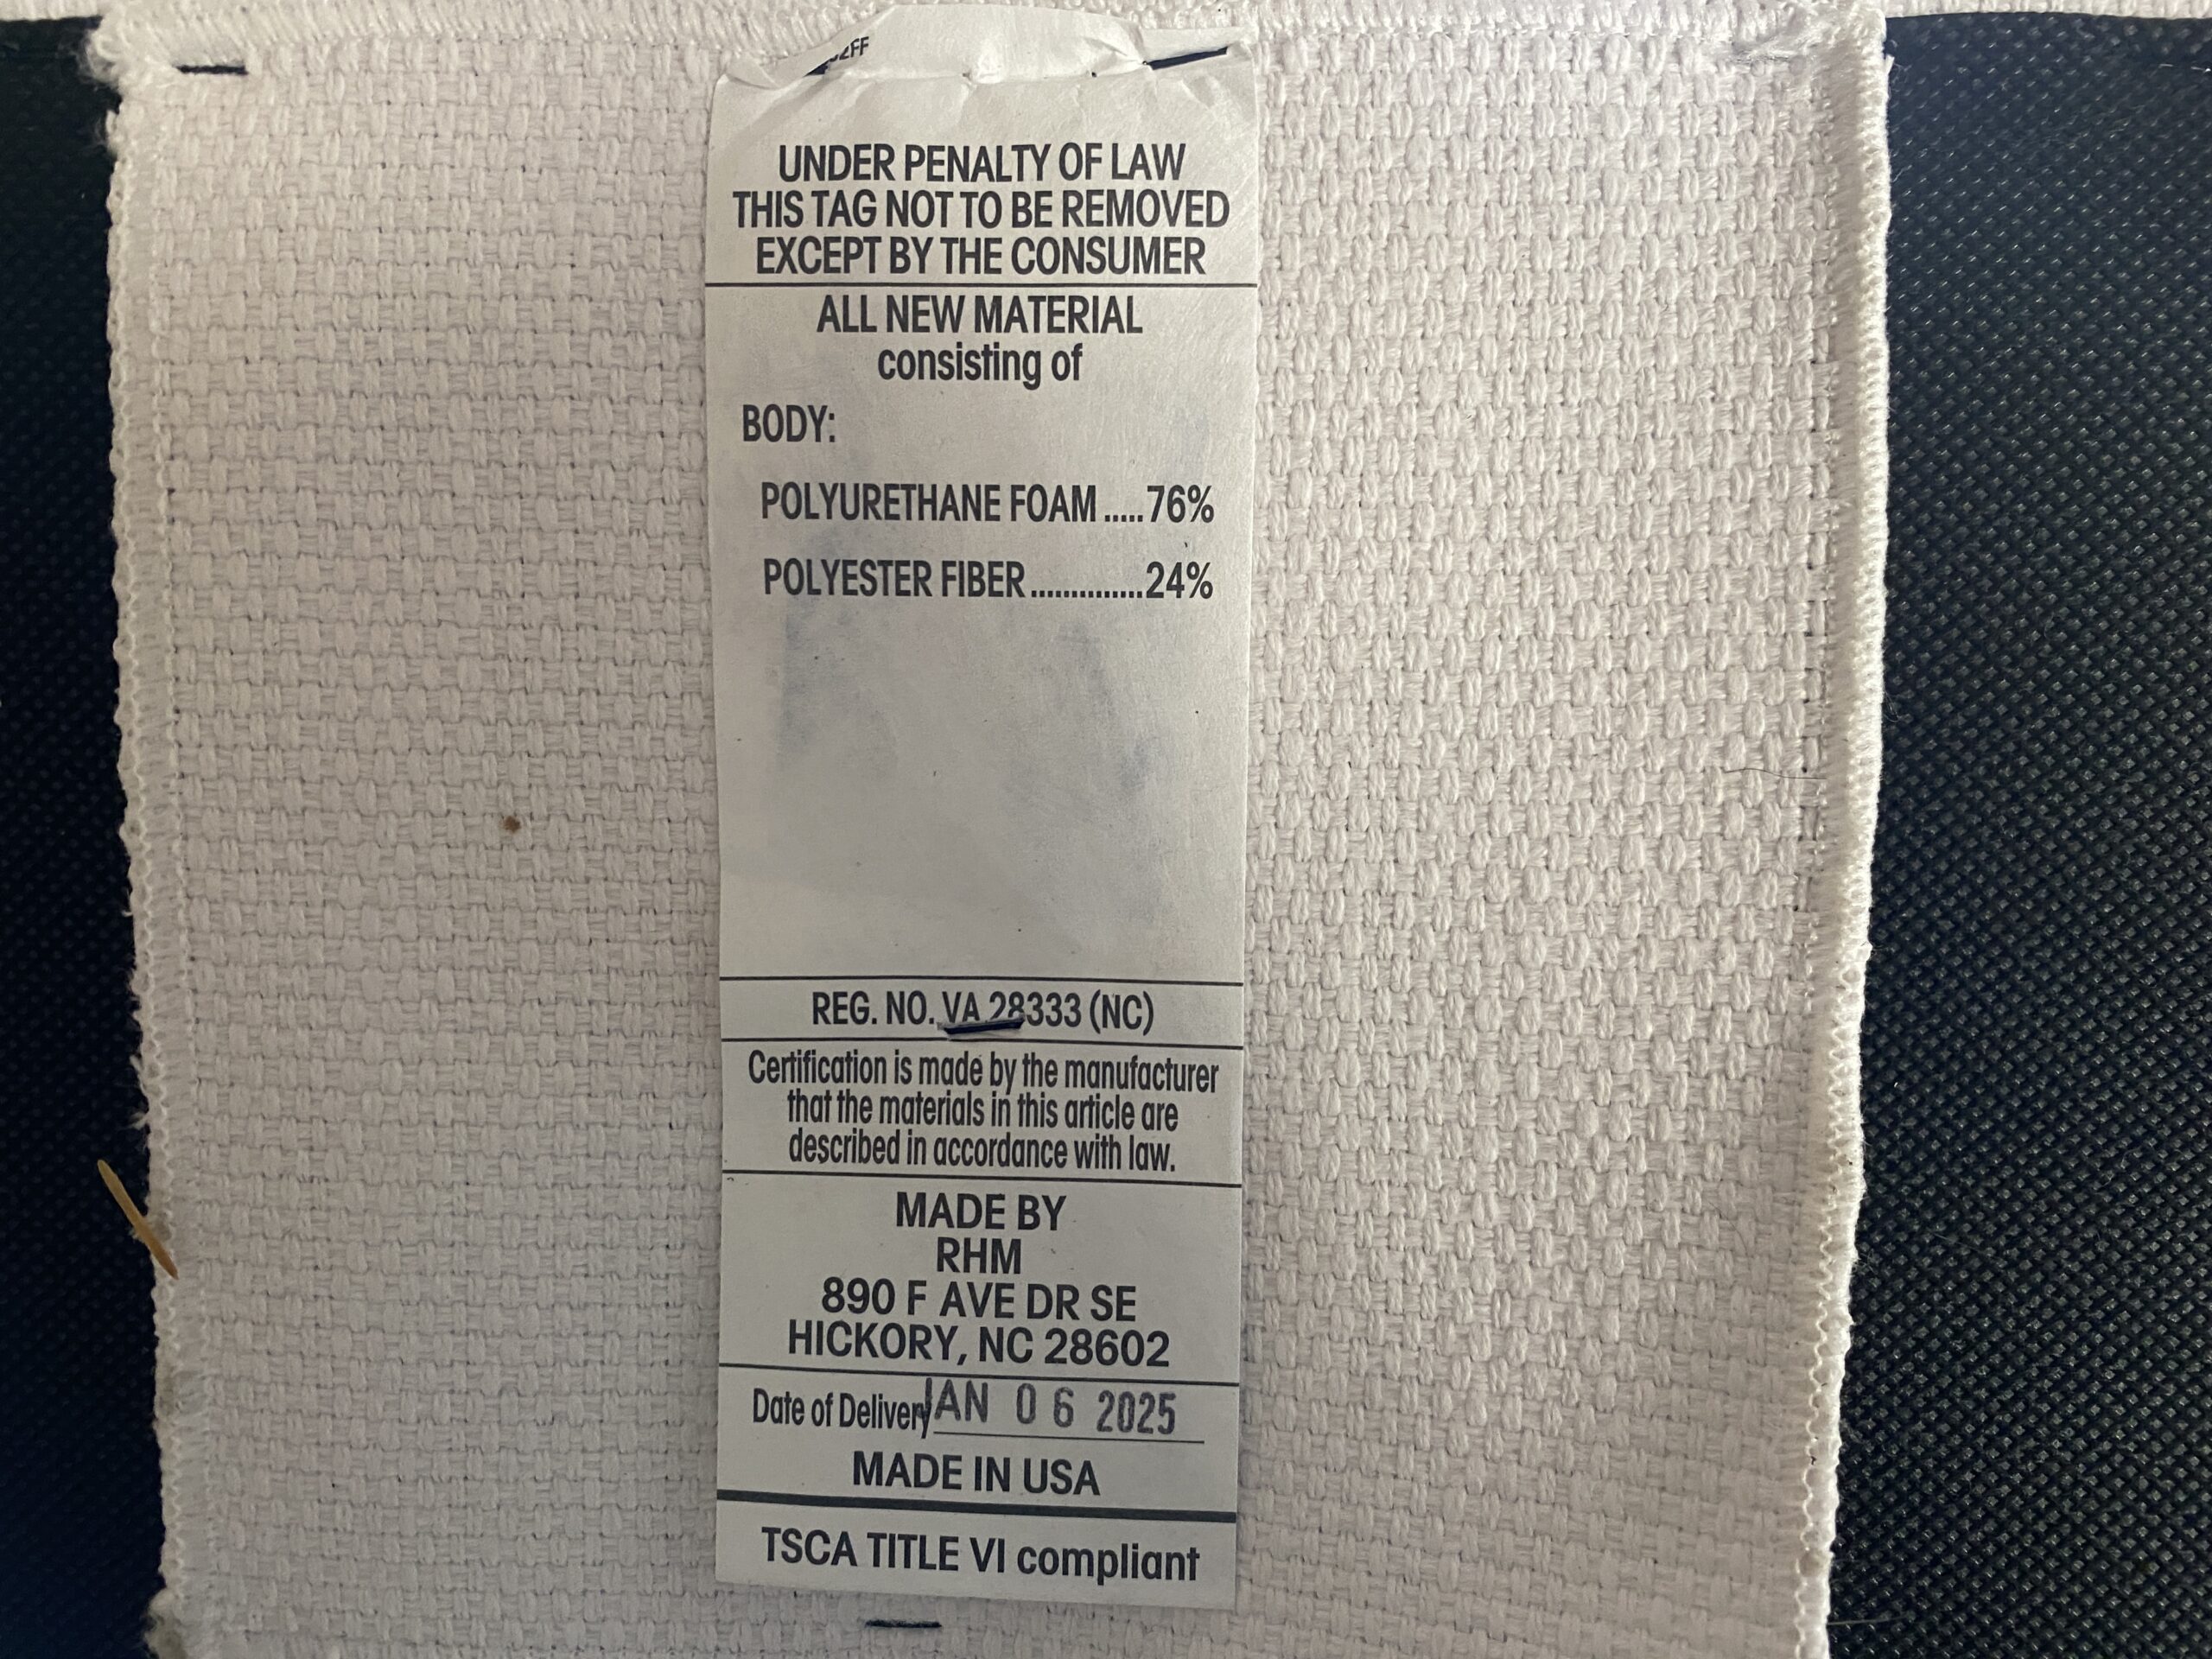 UNDER PENALTY OF LAW
THIS TAG NOT TO BE REMOVED
EXCEPT BY THE CONSUMER
ALL NEW MATERIAL
consisting of
BODY:
POLYURETHANE FOAM .....76%
POLYESTER FIBER..............24%
REG. NO. VA 28333 (NC)
Certification is made by the manufacturer
that the materials in this article are
described in accordance with law.
MADE BY
RHM
890 F AVE DR SE
HICKORY, NC 28602
Date of Delivery JAN 06 2025
MADE IN USA
TSCA TITLE VI compliant